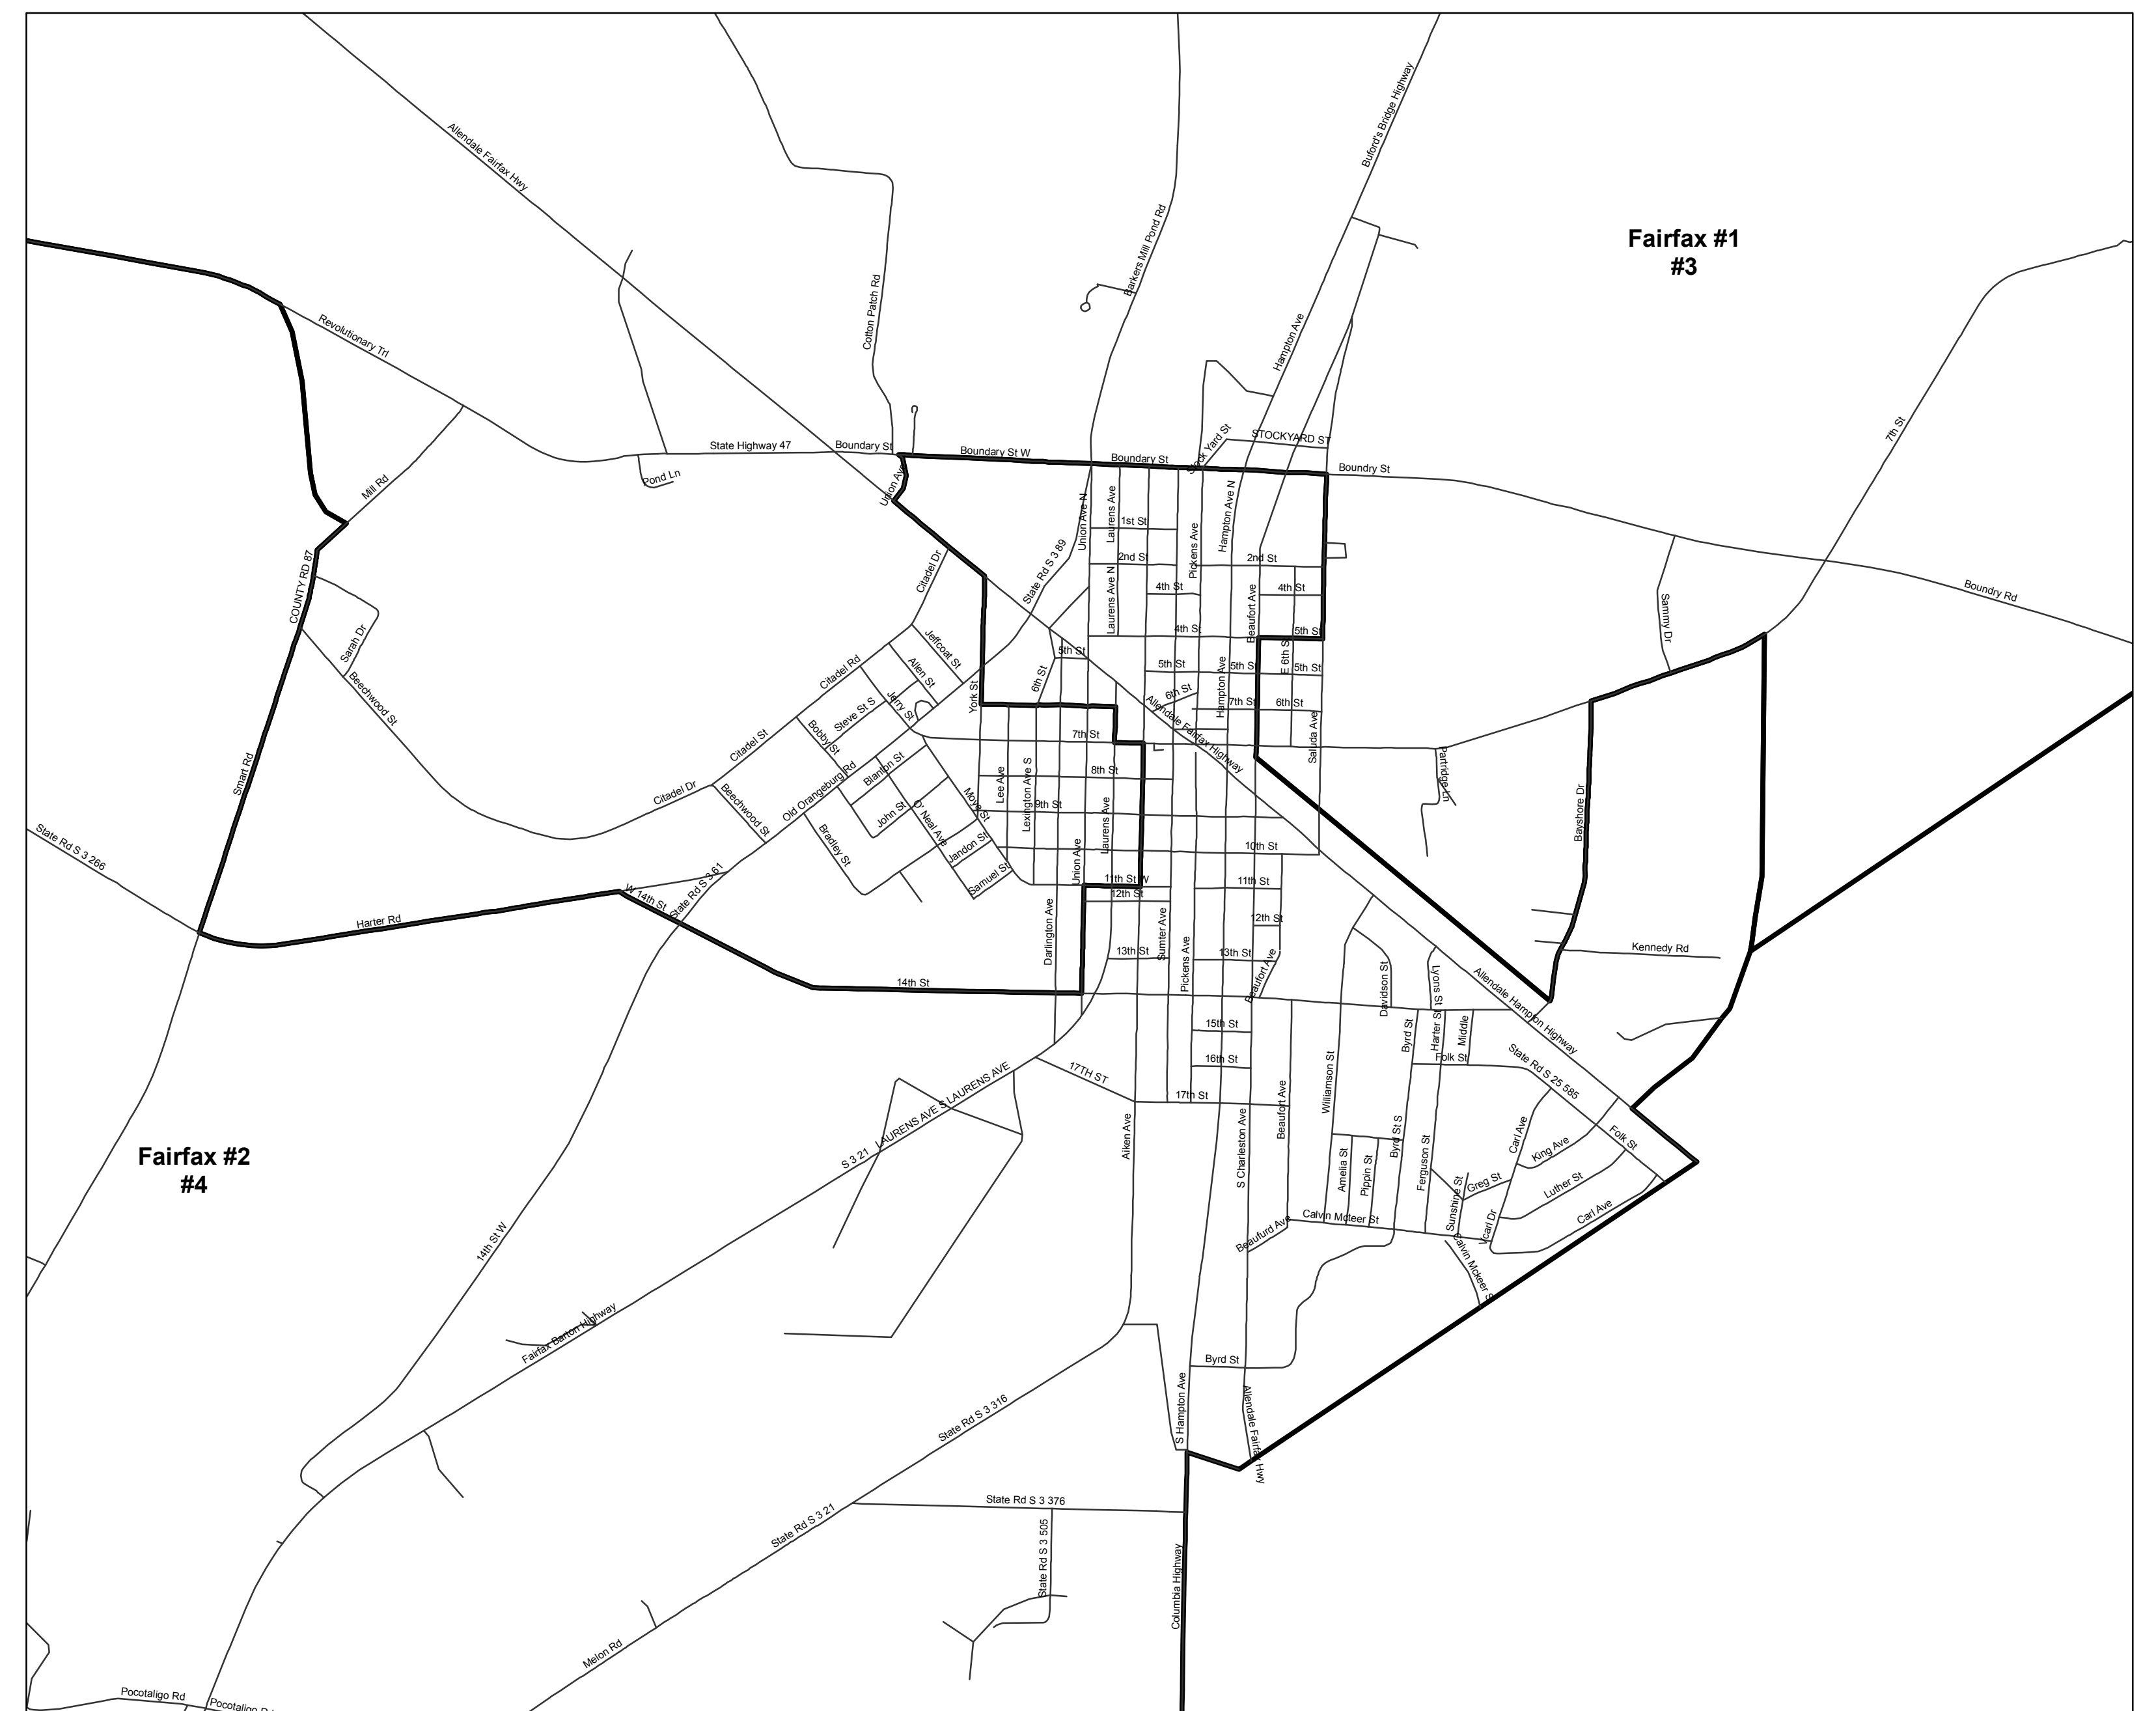 Buford's Bridge Highway
Allendale Fairfax Hwy
Barkers Mill Pond Rd
Fairfax #1
#3
Cotton Patch Rd
Revolutionary Trl
Hampton Ave
7th St
Stock Yard St
STOCKYARD ST
State Highway 47
Boundary St
Boundary St W
Boundary St
Boundry St
Pond Ln
Mill Rd
Union Ave
Union Ave N
Laurens Ave
1st St
Pickens Ave
Hampton Ave N
2nd St
2nd St
State Rd S 3 89
Citadel Dr
COUNTY RD 87
Laurens Ave N
4th St
4th St
Beaufort Ave
Boundry Rd
Sammy Dr
Sarah Dr
Jeffcoat St
4th St
5th St
5th St
Citadel Rd
Allen St
6th St
5th St
5th St
E 6th S
5th St
Beechwood St
Jerry St
York St
6th St
Hampton Ave
7th St
6th St
Steve St S
Bobby St
Citadel St
7th St
Allendale Fairfax Highway
Saluda Ave
Partridge Ln
Smart Rd
Old Orangeburg Rd
Blanton St
Lee Ave
Lexington Ave S
8th St
Citadel Dr
Beechwood St
John St
O' Neal Ave
Moye St
9th St
Laurens Ave
Bayshore Dr
State Rd S 3 266
Bradley St
Jandon St
Samuel St
Union Ave
10th St
W 14th St
State Rd S 3 61
11th St W
12th St
11th St
Harter Rd
Darlington Ave
Sumter Ave
12th St
13th St
Pickens Ave
13th St
Beaufort Ave
Kennedy Rd
14th St
Davidson St
Lyons St
Allendale Hampton Highway
15th St
Byrd St
Harter St
Middle
16th St
Folk St
State Rd S 25 585
17TH ST
LAURENS AVE S LAURENS AVE
17th St
Williamson St
Beaufort Ave
S 3 21
Aiken Ave
S Charleston Ave
Byrd St S
Carl Ave
King Ave
Folk St
Fairfax #2
#4
Amelia St
Pippin St
Ferguson St
Greg St
Luther St
Sunshine St
Carl Ave
14th St W
Beaufurd Ave
Calvin Mcteer St
Vcarl Dr
Calvin Mckeer S
Fairfax Barton Highway
Byrd St
S Hampton Ave
Allendale Fairfax Hwy
State Rd S 3 316
State Rd S 3 376
State Rd S 3 21
State Rd S 3 505
Columbia Highway
Melon Rd
Pocotaligo Rd